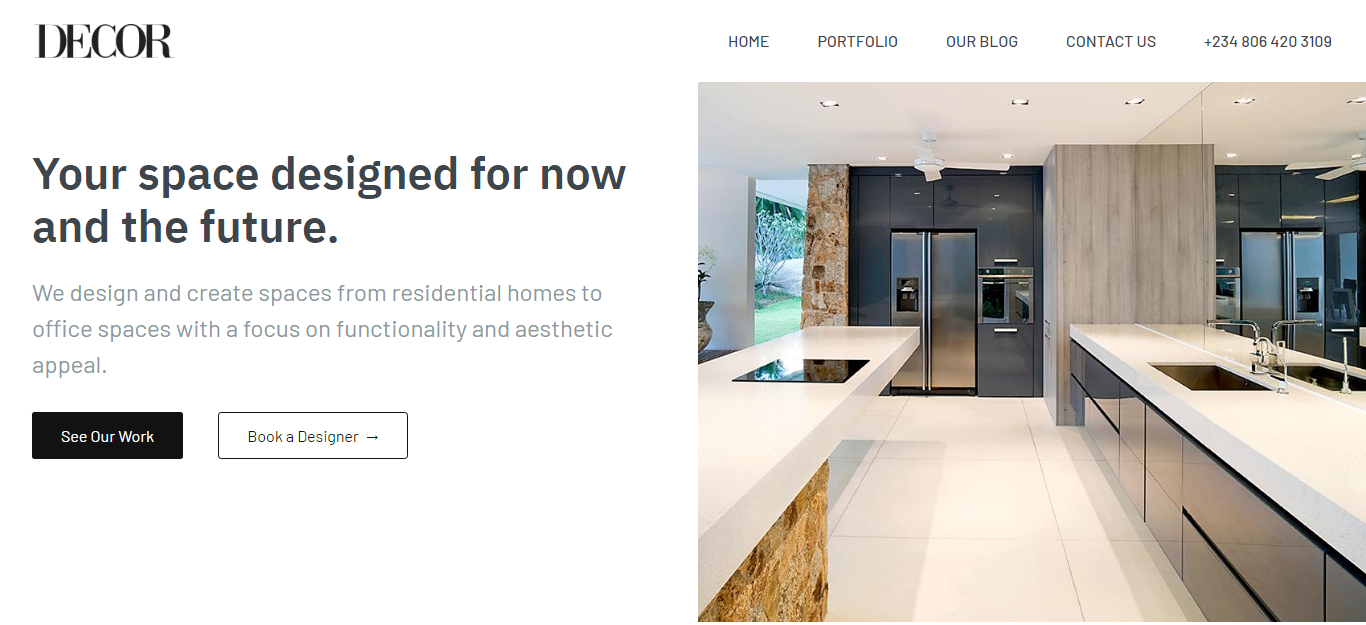 DECOR
HOME PORTFOLIO OUR BLOG CONTACT US +234 806 420 3109
Your space designed for now
and the future.
We design and create spaces from residential homes to
office spaces with a focus on functionality and aesthetic
appeal.
See Our Work
Book a Designer →